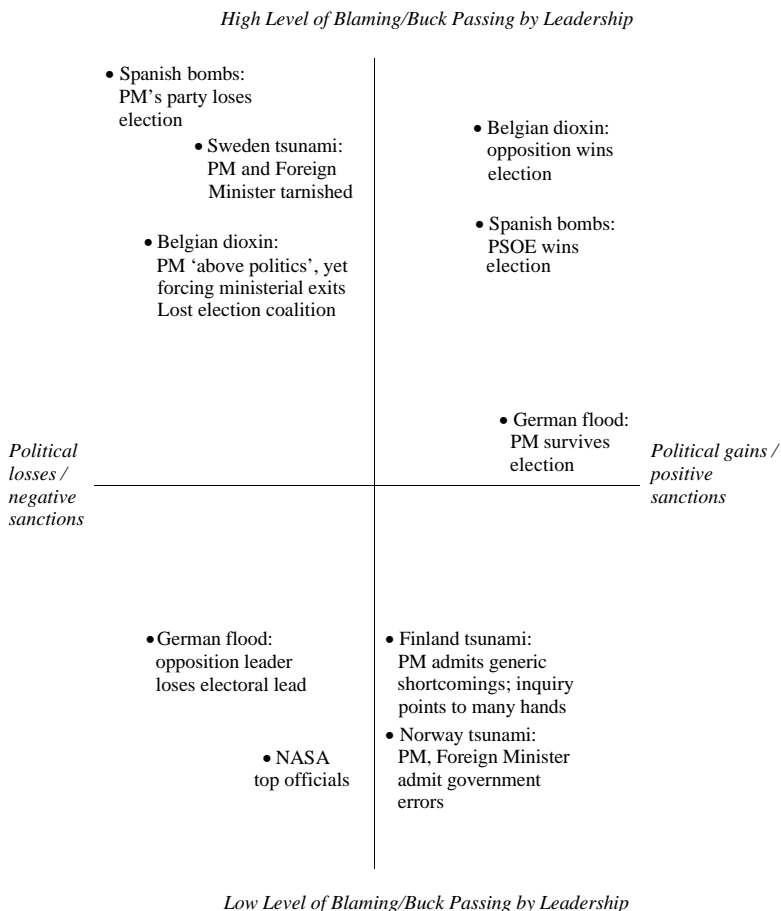 High Level of Blaming/Buck Passing by Leadership
• Spanish bombs:
PM’s party loses
election
• Sweden tsunami:
PM and Foreign
Minister tarnished
• Belgian dioxin:
PM ‘above politics’, yet
forcing ministerial exits
Lost election coalition
• Belgian dioxin:
opposition wins
election
• Spanish bombs:
PSOE wins
election
• German flood:
PM survives
election
Political
losses /
negative
sanctions
Political gains /
positive
sanctions
• German flood:
opposition leader
loses electoral lead
• NASA
top officials
• Finland tsunami:
PM admits generic
shortcomings; inquiry
points to many hands
• Norway tsunami:
PM, Foreign Minister
admit government
errors
Low Level of Blaming/Buck Passing by Leadership